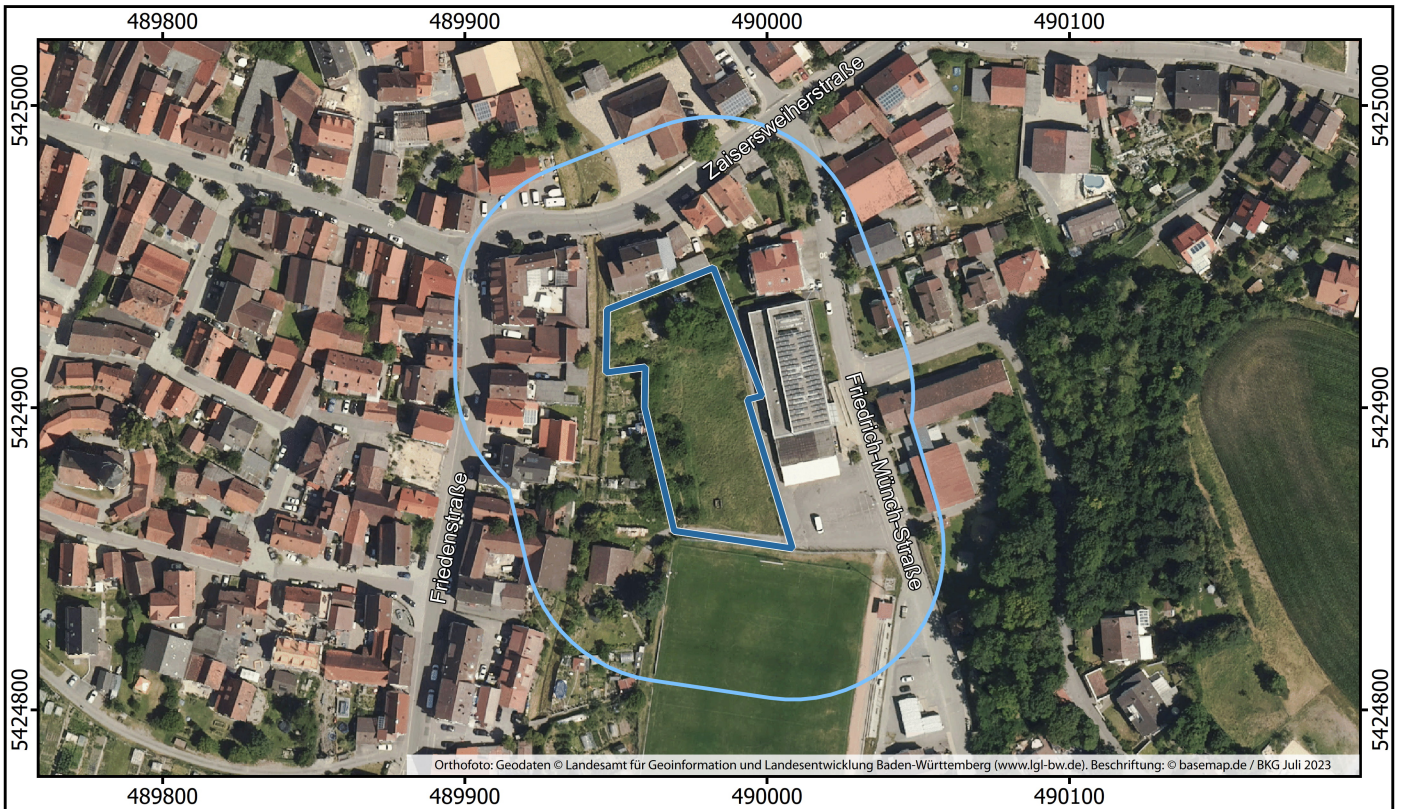 489800 489900 490000 490100
5425000 5425000
Zaisersweiherstraße
5424900 5424900
Friedrich-Münch-Straße
Friedenstraße
5424800 5424800
Orthofoto: Geodaten © Landesamt für Geoinformation und Landesentwicklung Baden-Württemberg (www.lgl-bw.de). Beschriftung: © basemap.de / BKG Juli 2023
489800 489900 490000 490100